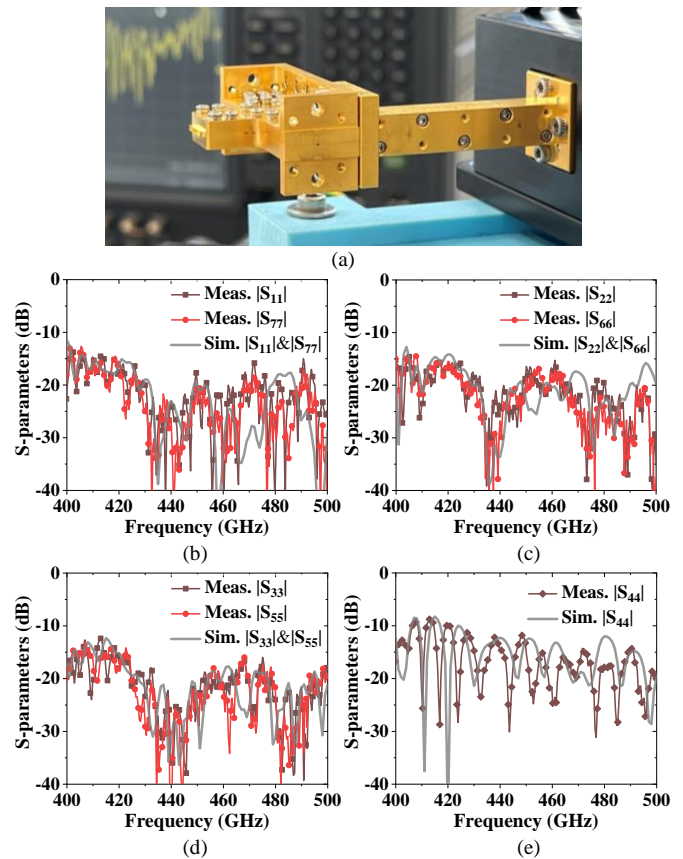 (a)
0
-10
-20
-30
-40
S-parameters (dB)
Meas. |S11|
Meas. |S77|
Sim. |S11|&|S77|
400 420 440 460 480 500
Frequency (GHz)
(b)
0
-10
-20
-30
-40
S-parameters (dB)
Meas. |S22|
Meas. |S66|
Sim. |S22|&|S66|
400 420 440 460 480 500
Frequency (GHz)
(c)
0
-10
-20
-30
-40
S-parameters (dB)
Meas. |S33|
Meas. |S55|
Sim. |S33|&|S55|
400 420 440 460 480 500
Frequency (GHz)
(d)
0
-10
-20
-30
-40
S-parameters (dB)
Meas. |S44|
Sim. |S44|
400 420 440 460 480 500
Frequency (GHz)
(e)